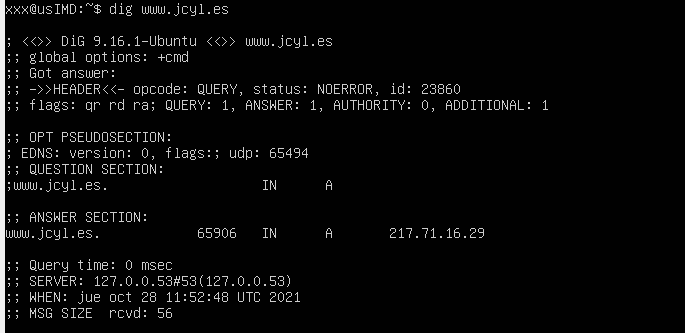 xxx@usIMD:~$ dig www.jcyl.es
; <<>> DiG 9.16.1-Ubuntu <<>> www.jcyl.es
;; global options: +cmd
;; Got answer:
;; ->>HEADER<<- opcode: QUERY, status: NOERROR, id: 23860
;; flags: qr rd ra; QUERY: 1, ANSWER: 1, AUTHORITY: 0, ADDITIONAL: 1
;; OPT PSEUDOSECTION:
; EDNS: version: 0, flags:; udp: 65494
;; QUESTION SECTION:
;www.jcyl.es. IN A
;; ANSWER SECTION:
www.jcyl.es. 65906 IN A 217.71.16.29
;; Query time: 0 msec
;; SERVER: 127.0.0.53#53(127.0.0.53)
;; WHEN: jue oct 28 11:52:48 UTC 2021
;; MSG SIZE rcvd: 56